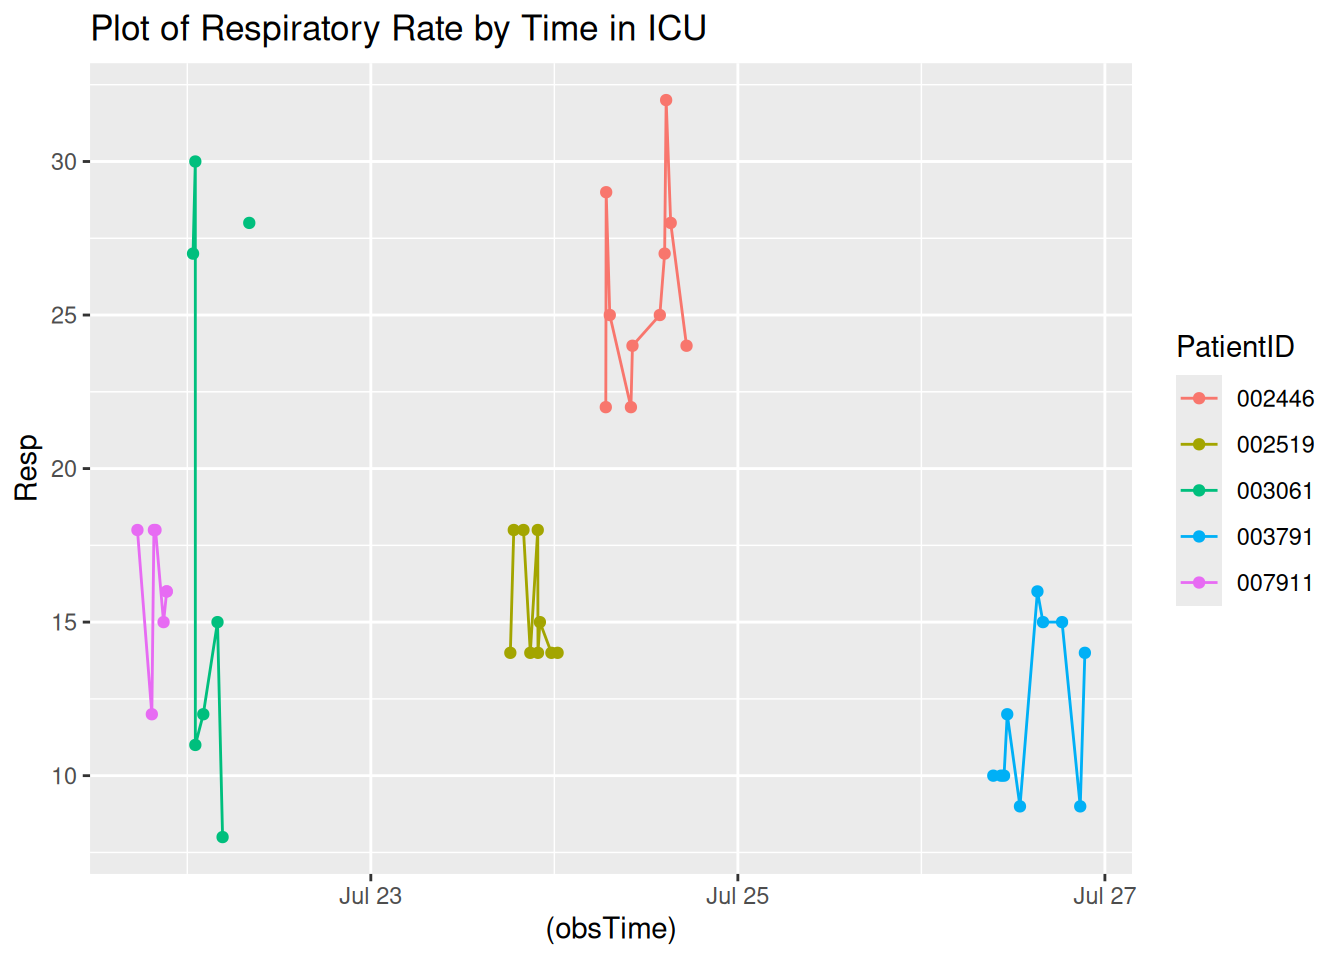 Plot of Respiratory Rate by Time in ICU
30
25
20
15
10
Resp
Jul 23
Jul 25
Jul 27
(obsTime)
PatientID
002446
002519
003061
003791
007911